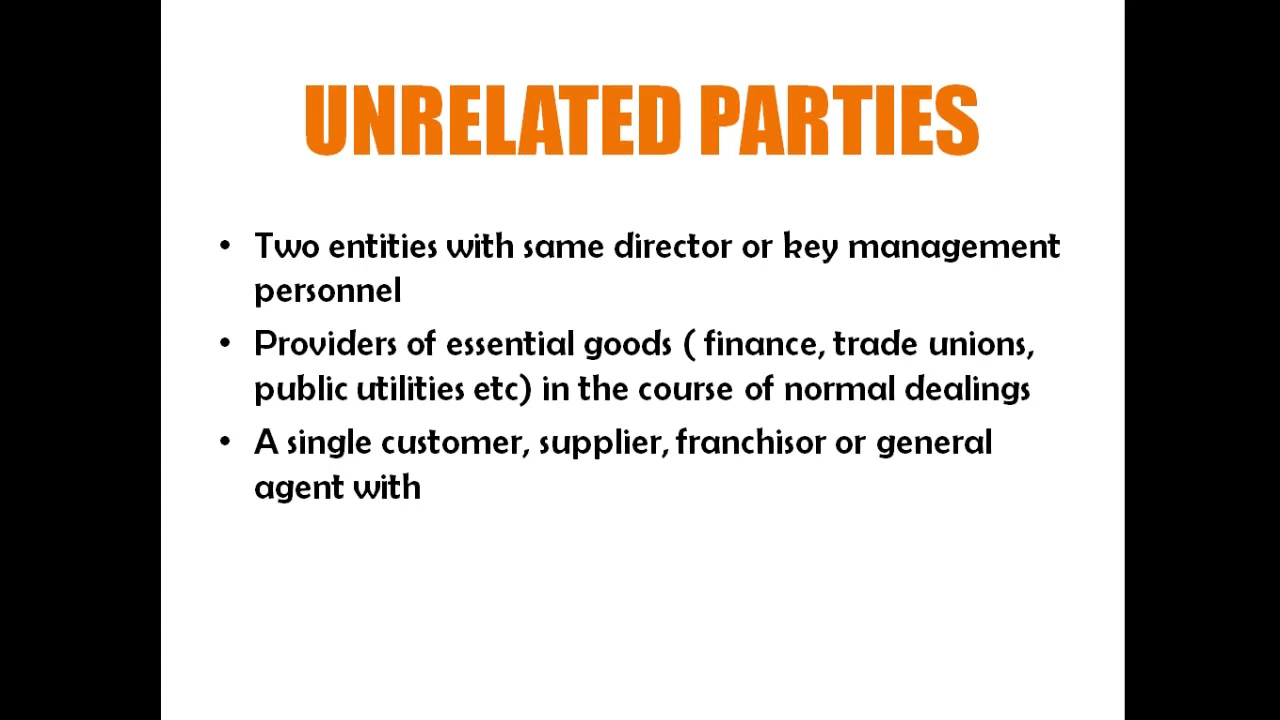 UNRELATED PARTIES
• Two entities with same director or key management
personnel
• Providers of essential goods ( finance, trade unions,
public utilities etc) in the course of normal dealings
• A single customer, supplier, franchisor or general
agent with